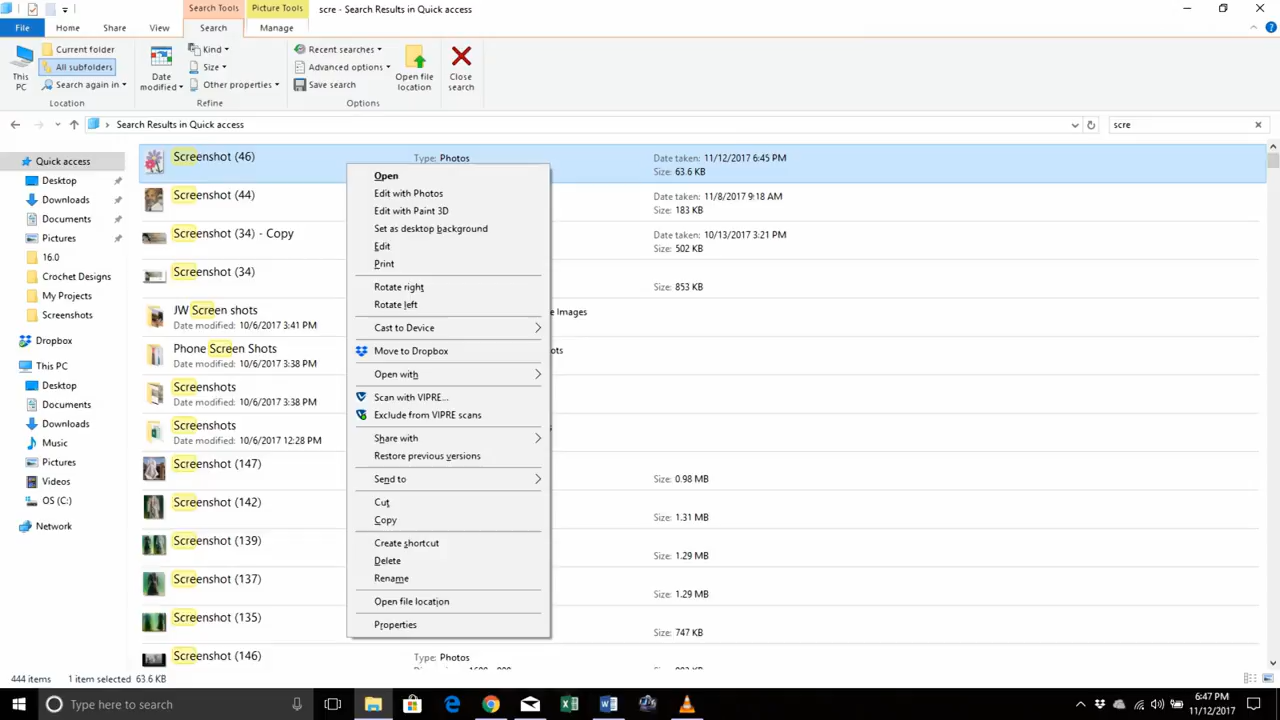 Search Tools
Picture Tools
scre - Search Results in Quick access
File
Home
Share
View
Search
Manage
This PC
Current folder
All subfolders
Search again in
Location
Date modified
Kind
Size
Other properties
Refine
Recent searches
Advanced options
Save search
Open file location
Options
Close search
Search Results in Quick access
scre
Quick access
Desktop
Downloads
Documents
Pictures
16.0
Crochet Designs
My Projects
Screenshots
Dropbox
This PC
Desktop
Documents
Downloads
Music
Pictures
Videos
OS (C:)
Network
Screenshot (46)
Type: Photos
Date taken: 11/12/2017 6:45 PM
Size: 63.6 KB
Screenshot (44)
Date taken: 11/8/2017 9:18 AM
Size: 183 KB
Screenshot (34) - Copy
Date taken: 10/13/2017 3:21 PM
Size: 502 KB
Screenshot (34)
Size: 853 KB
JW Screen shots
Date modified: 10/6/2017 3:41 PM
e Images
Phone Screen Shots
Date modified: 10/6/2017 3:38 PM
ots
Screenshots
Date modified: 10/6/2017 3:38 PM
Screenshots
Date modified: 10/6/2017 12:28 PM
Screenshot (147)
Size: 0.98 MB
Screenshot (142)
Size: 1.31 MB
Screenshot (139)
Size: 1.29 MB
Screenshot (137)
Size: 1.29 MB
Screenshot (135)
Size: 747 KB
Screenshot (146)
Type: Photos
Open
Edit with Photos
Edit with Paint 3D
Set as desktop background
Edit
Print
Rotate right
Rotate left
Cast to Device
Move to Dropbox
Open with
Scan with VIPRE...
Exclude from VIPRE scans
Share with
Restore previous versions
Send to
Cut
Copy
Create shortcut
Delete
Rename
Open file location
Properties
444 items
1 item selected 63.6 KB
Type here to search
6:47 PM
11/12/2017